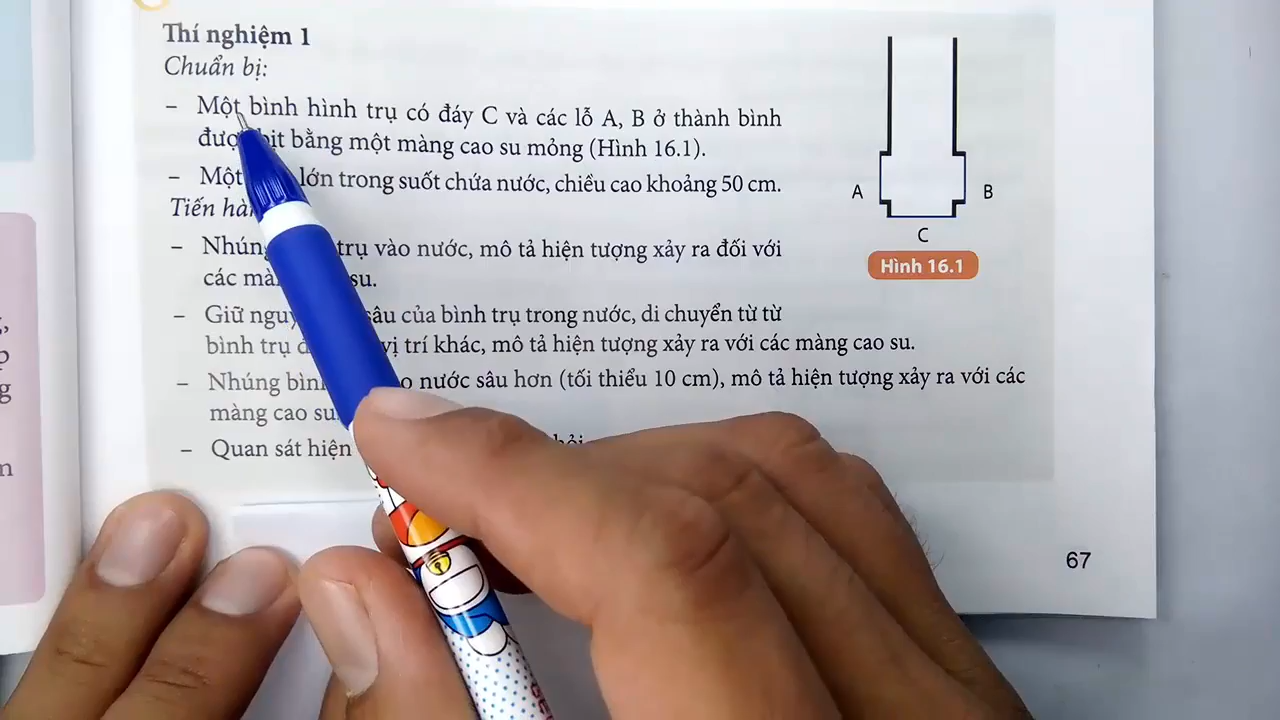 Thí nghiệm 1
Chuẩn bị:
– Một bình hình trụ có đáy C và các lỗ A, B ở thành bình
bịt bằng một màng cao su mỏng (Hình 16.1).
– Một lớn trong suốt chứa nước, chiều cao khoảng 50 cm.
Tiến
– trụ vào nước, mô tả hiện tượng xảy ra đối với
các su.
– Giữ của bình trụ trong nước, di chuyển từ từ
bình trụ vị trí khác, mô tả hiện tượng xảy ra với các màng cao su.
– Nhúng nước sâu hơn (tối thiểu 10 cm), mô tả hiện tượng xảy ra với các
màng cao su
– Quan sát hiện
A
B
C
Hình 16.1
67